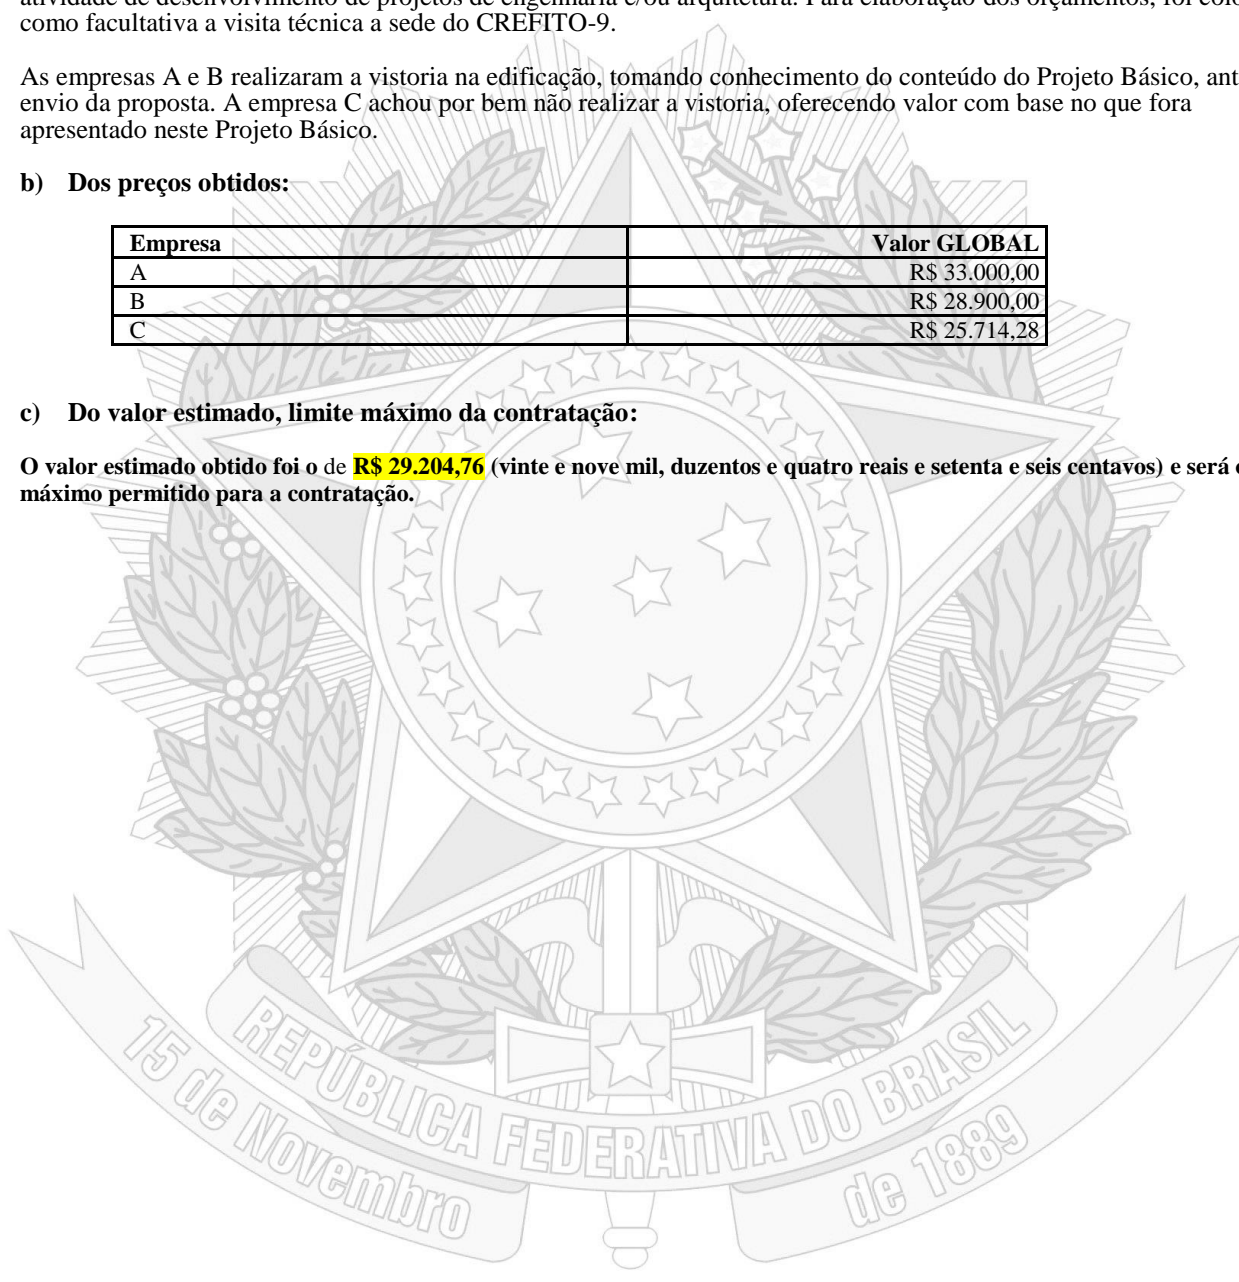 atividade de desenvolvimento de projetos de engenharia e/ou arquitetura. Para elaboração dos orçamentos, foi colo
como facultativa a visita técnica a sede do CREFITO-9.
As empresas A e B realizaram a vistoria na edificação, tomando conhecimento do conteúdo do Projeto Básico, ant
envio da proposta. A empresa C achou por bem não realizar a vistoria, oferecendo valor com base no que fora
apresentado neste Projeto Básico.
b) Dos preços obtidos:
Empresa Valor GLOBAL
A R$ 33.000,00
B R$ 28.900,00
C R$ 25.714,28
c) Do valor estimado, limite máximo da contratação:
O valor estimado obtido foi o de R$ 29.204,76 (vinte e nove mil, duzentos e quatro reais e setenta e seis centavos) e será o
máximo permitido para a contratação.
REPÚBLICA FEDERATIVA DO BRASIL
15 de Novembro de 1889